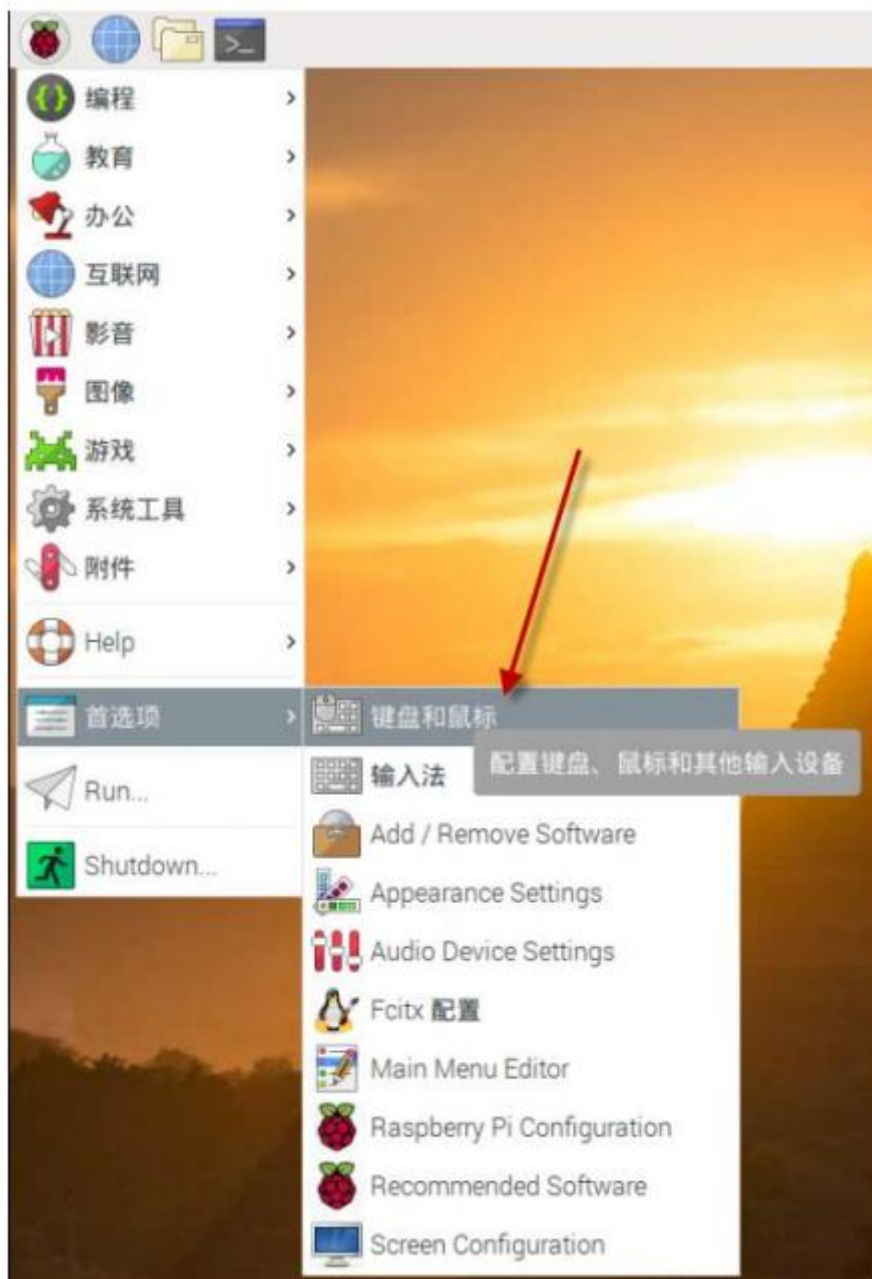 编程
教育
办公
互联网
影音
图像
游戏
系统工具
附件
Help
首选项
Run...
Shutdown...
键盘和鼠标
配置键盘、鼠标和其他输入设备
输入法
Add / Remove Software
Appearance Settings
Audio Device Settings
Fcitx 配置
Main Menu Editor
Raspberry Pi Configuration
Recommended Software
Screen Configuration